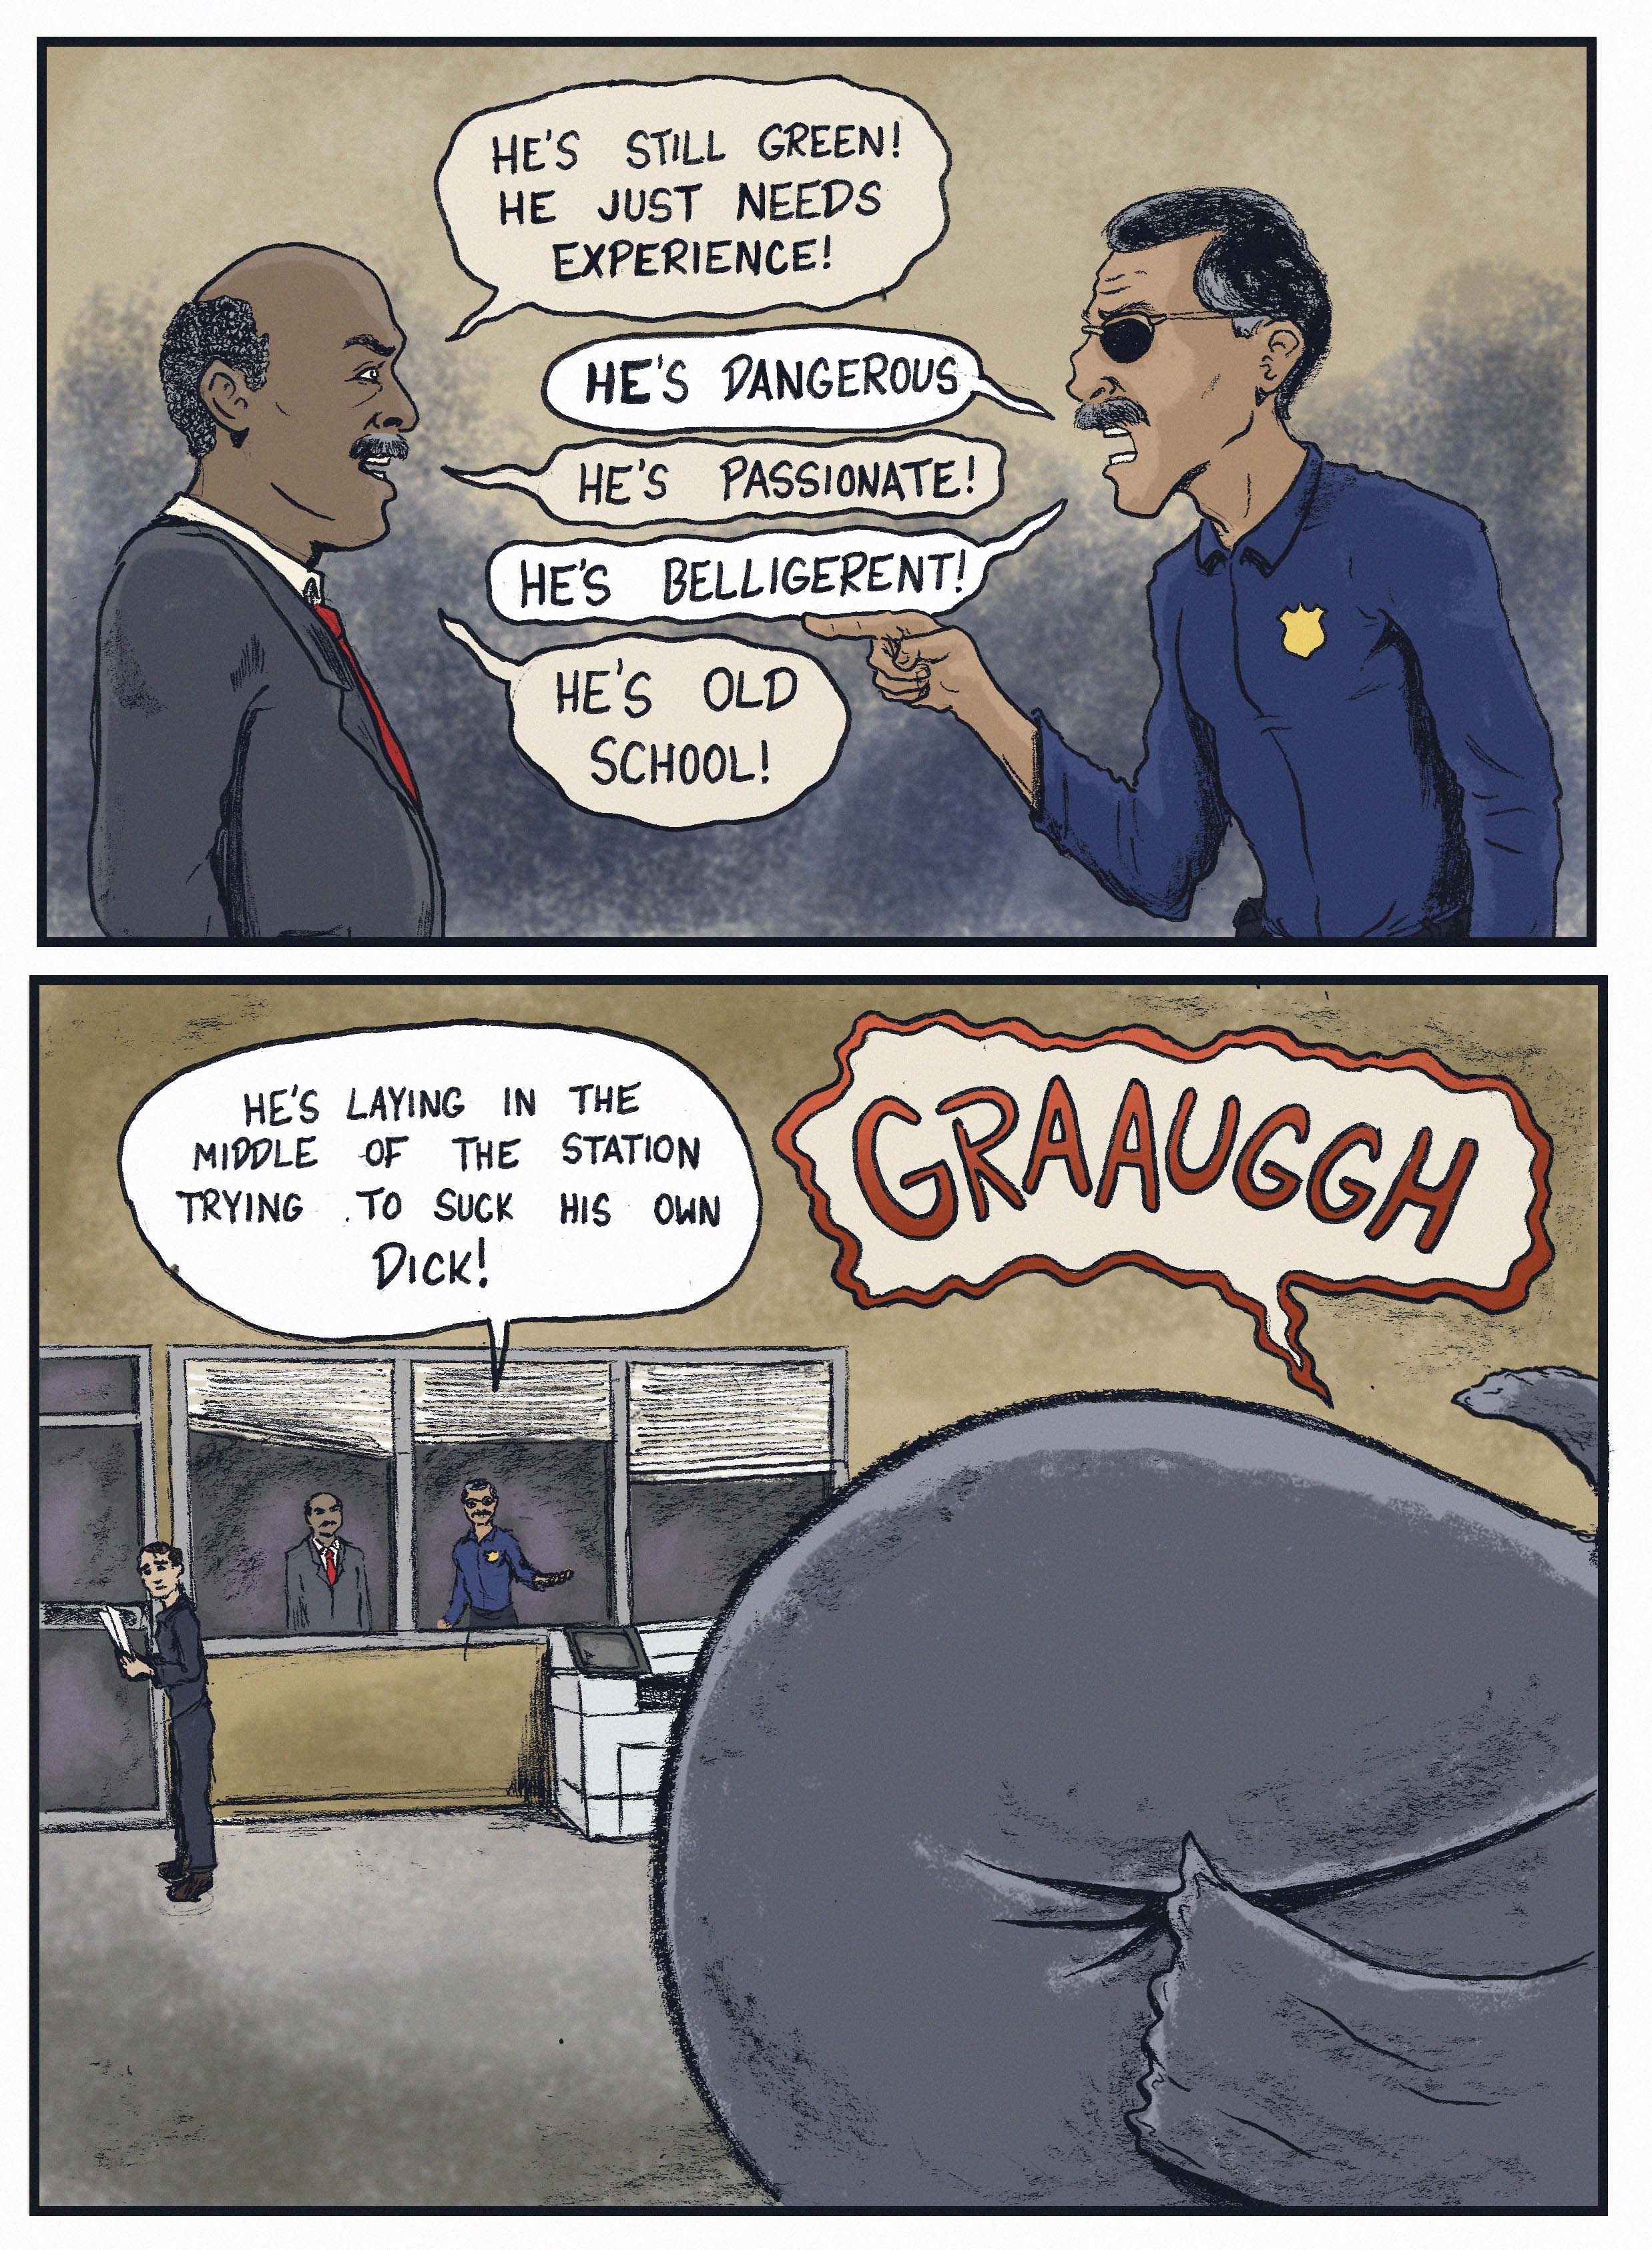 HE'S STILL GREEN!
HE JUST NEEDS
EXPERIENCE!
HE'S DANGEROUS
HE'S PASSIONATE!
HE'S BELLIGERENT!
HE'S OLD
SCHOOL!
HE'S LAYING IN THE
MIDDLE OF THE STATION
TRYING TO SUCK HIS OWN
DICK!
GRAAUGGH